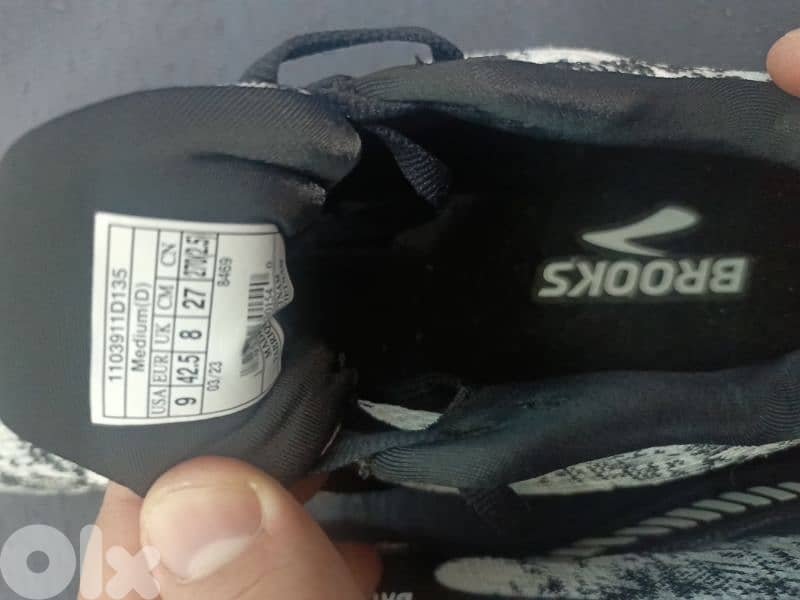 1103911D135
Medium(D)
USA EUR UK CM CN
9 42.5 8 27 270(2.5)
03/23 8469
BROOKS
olx